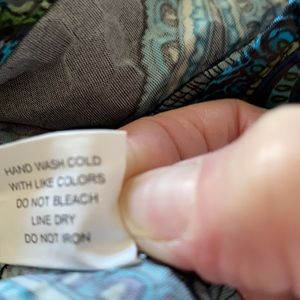 HAND WASH COLD
WITH LIKE COLORS
DO NOT BLEACH
LINE DRY
DO NOT IRON